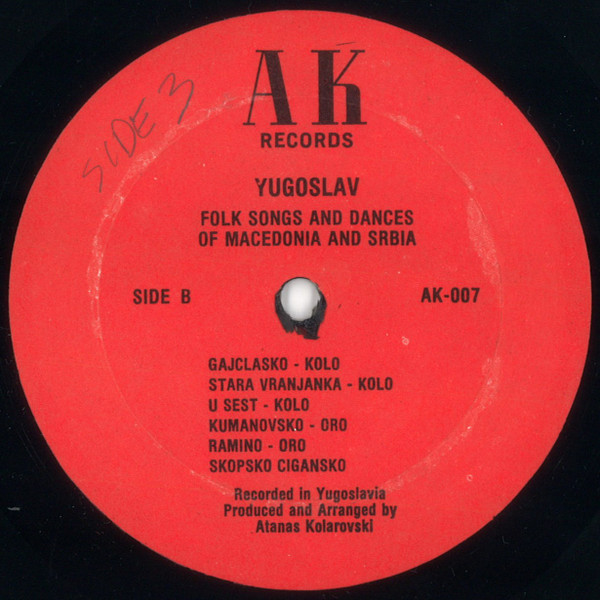 SIDE 3
AK
RECORDS
YUGOSLAV
FOLK SONGS AND DANCES
OF MACEDONIA AND SRBIA
SIDE B
AK-007
GAJCLASKO - KOLO
STARA VRANJANKA - KOLO
U SEST - KOLO
KUMANOVSKO - ORO
RAMINO - ORO
SKOPSKO CIGANSKO
Recorded in Yugoslavia
Produced and Arranged by
Atanas Kolarovski